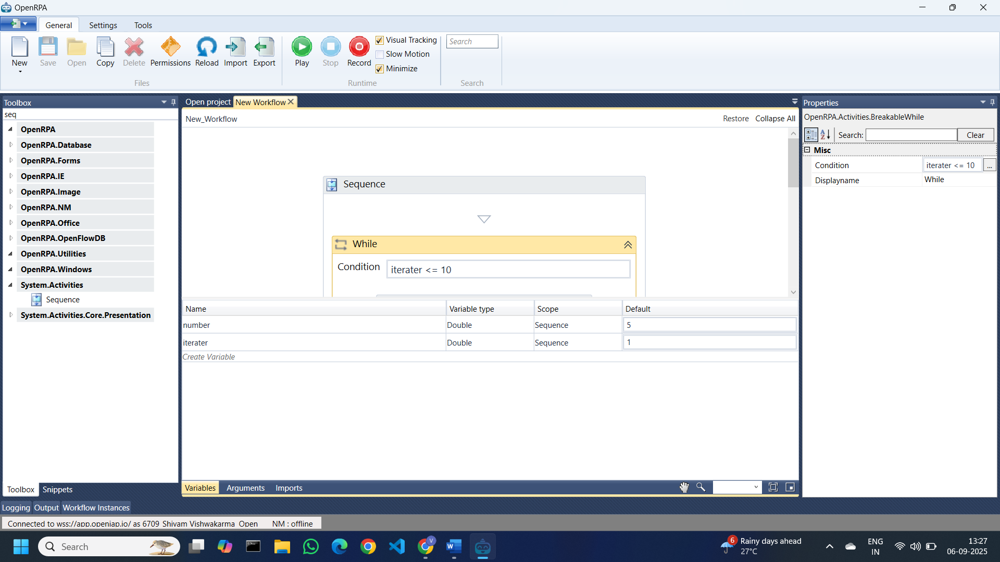 OpenRPA
General Settings Tools
New Save Open Copy Delete Permissions Reload Import Export
Files
Play Stop Record
Visual Tracking
Slow Motion
Minimize
Runtime
Search
Search
Toolbox
seq
OpenRPA
OpenRPA.Database
OpenRPA.Forms
OpenRPA.IE
OpenRPA.Image
OpenRPA.NM
OpenRPA.Office
OpenRPA.OpenFlowDB
OpenRPA.Utilities
OpenRPA.Windows
System.Activities
Sequence
System.Activities.Core.Presentation
Toolbox Snippets
Open project New Workflow
New_Workflow Restore Collapse All
Sequence
While
Condition iterater <= 10
Name Variable type Scope Default
number Double Sequence 5
iterater Double Sequence 1
Create Variable
Variables Arguments Imports
Properties
OpenRPA.Activities.BreakableWhile
Search: Clear
Misc
Condition iterater <= 10 ...
Displayname While
Logging Output Workflow Instances
Connected to wss://app.openiap.io/ as 6709 Shivam Vishwakarma Open NM : offline
Search
V
6
Rainy days ahead
27°C
ENG
IN
13:27
06-09-2025